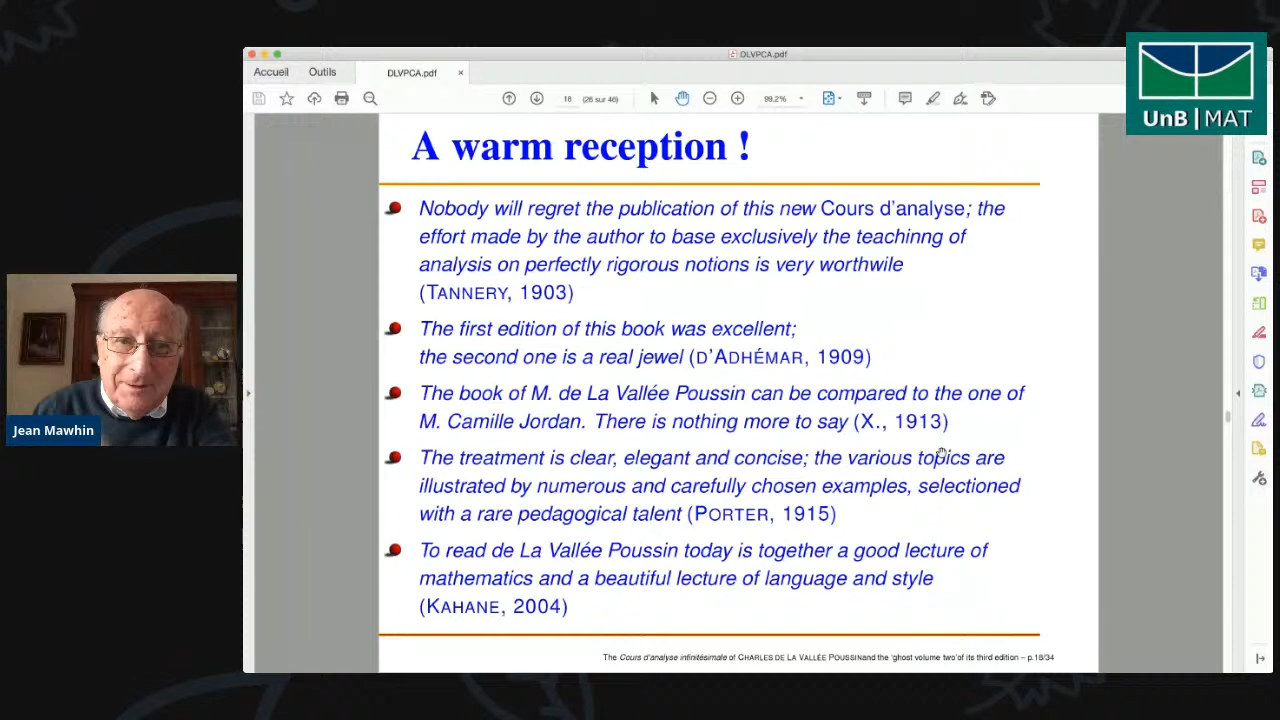 DLVPCA.pdf
Accueil Outils DLVPCA.pdf ×
18 (26 sur 46) 99,2%
UnB | MAT
A warm reception !
Nobody will regret the publication of this new Cours d'analyse; the
effort made by the author to base exclusively the teachinng of
analysis on perfectly rigorous notions is very worthwile
(TANNERY, 1903)
The first edition of this book was excellent;
the second one is a real jewel (D'ADHÉMAR, 1909)
The book of M. de La Vallée Poussin can be compared to the one of
M. Camille Jordan. There is nothing more to say (X., 1913)
The treatment is clear, elegant and concise; the various topics are
illustrated by numerous and carefully chosen examples, selectioned
with a rare pedagogical talent (PORTER, 1915)
To read de La Vallée Poussin today is together a good lecture of
mathematics and a beautiful lecture of language and style
(KAHANE, 2004)
The Cours d'analyse infinitésimale of CHARLES DE LA VALLÉE POUSSINand the 'ghost volume two'of its third edition – p.18/34
Jean Mawhin